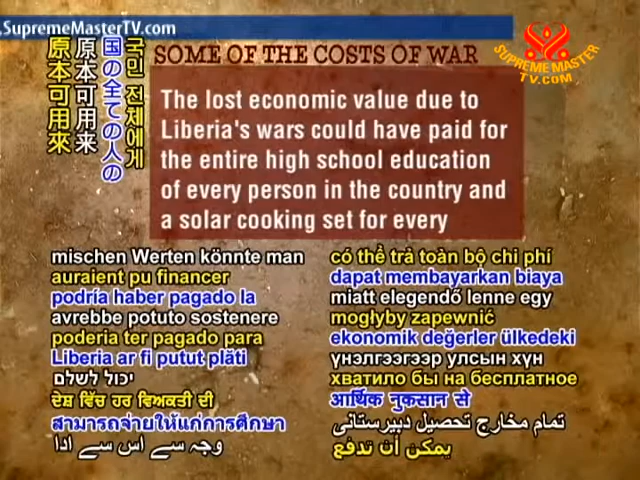 SupremeMasterTV.com
SOME OF THE COSTS OF WAR
SUPREME MASTER
TV.COM
原本可用來
原本可用来
国の全ての人の
국민 전체에게
The lost economic value due to
Liberia's wars could have paid for
the entire high school education
of every person in the country and
a solar cooking set for every
mischen Werten könnte man
auraient pu financer
podría haber pagado la
avrebbe potuto sostenere
poderia ter pagado para
Liberia ar fi putut plăti
יכול לשלם
ਦੇਸ਼ ਵਿੱਚ ਹਰ ਵਿਅਕਤੀ ਦੀ
สามารถจ่ายให้แก่การศึกษา
وجہ سے اس سے ادا
có thể trả toàn bộ chi phí
dapat membayarkan biaya
miatt elegendő lenne egy
mogłyby zapewnić
ekonomik değerler ülkedeki
үнэлгээгээр улсын хүн
хватило бы на бесплатное
आर्थिक नुकसान से
تمام مخارج تحصیل دبیرستانی
يمكن أن تدفع